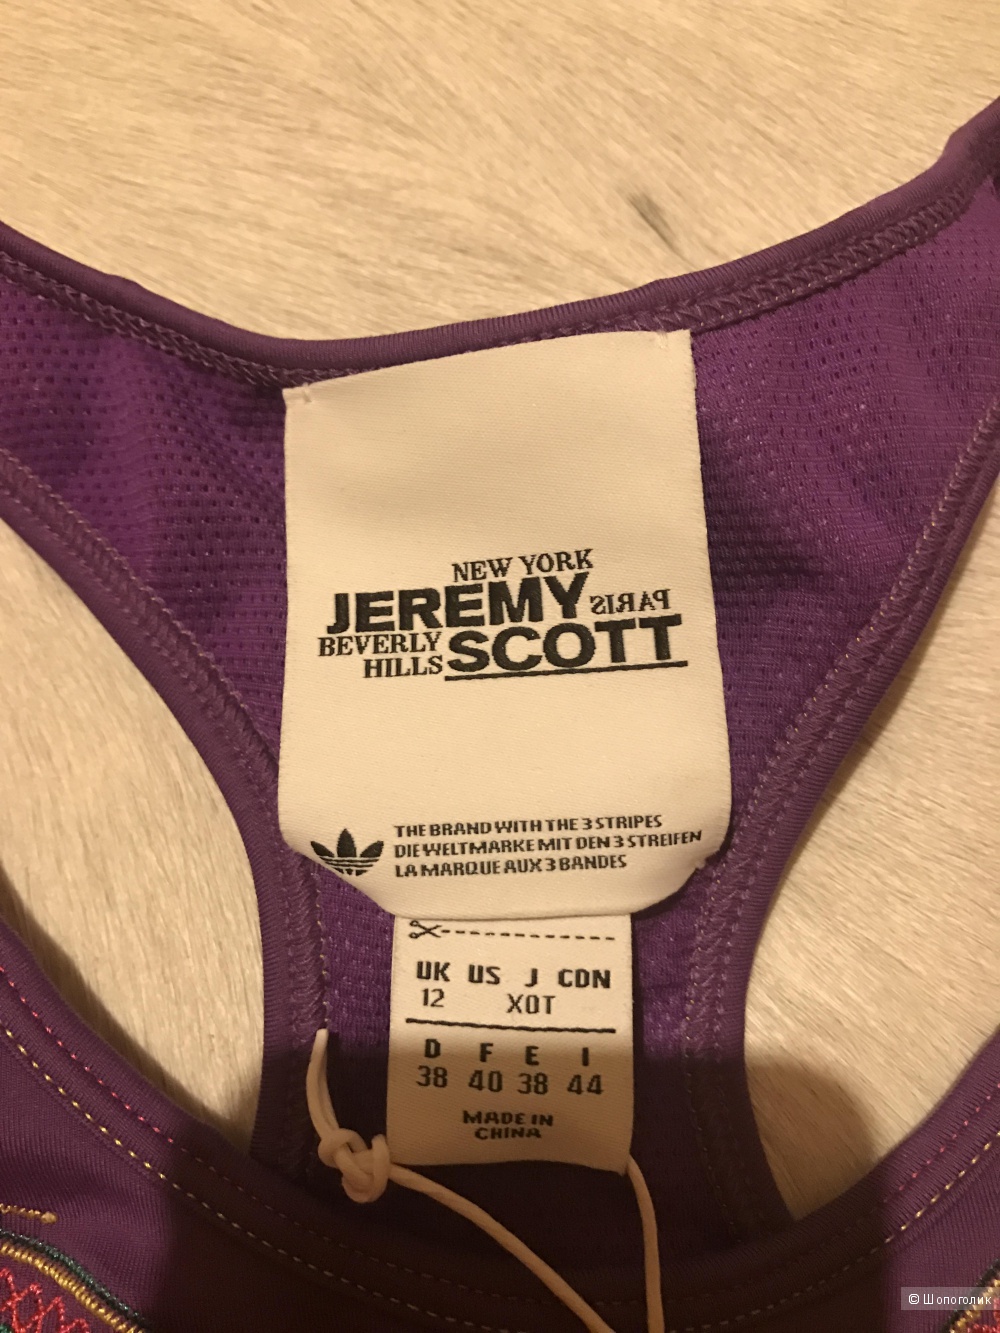 NEW YORK
JEREMY PARIS
BEVERLY HILLS SCOTT
THE BRAND WITH THE 3 STRIPES
DIE WELTMARKE MIT DEN 3 STREIFEN
LA MARQUE AUX 3 BANDES
UK US J CDN
12 XOT
D F E I
38 40 38 44
MADE IN
CHINA
© Шопоголик